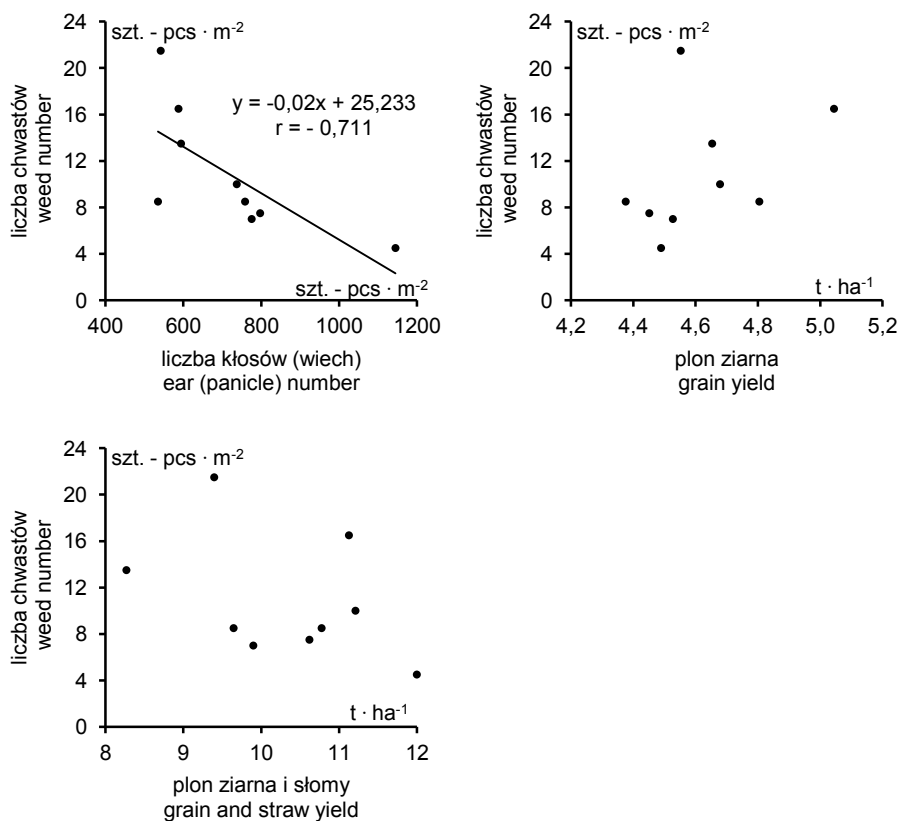 szt. - pcs · m-2
liczba chwastów
weed number
24
20
16
12
8
4
0
y = -0,02x + 25,233
r = - 0,711
szt. - pcs · m-2
400 600 800 1000 1200
liczba kłosów (wiech)
ear (panicle) number
szt. - pcs · m-2
liczba chwastów
weed number
24
20
16
12
8
4
0
t · ha-1
4,2 4,4 4,6 4,8 5,0 5,2
plon ziarna
grain yield
szt. - pcs · m-2
liczba chwastów
weed number
24
20
16
12
8
4
0
t · ha-1
8 9 10 11 12
plon ziarna i słomy
grain and straw yield